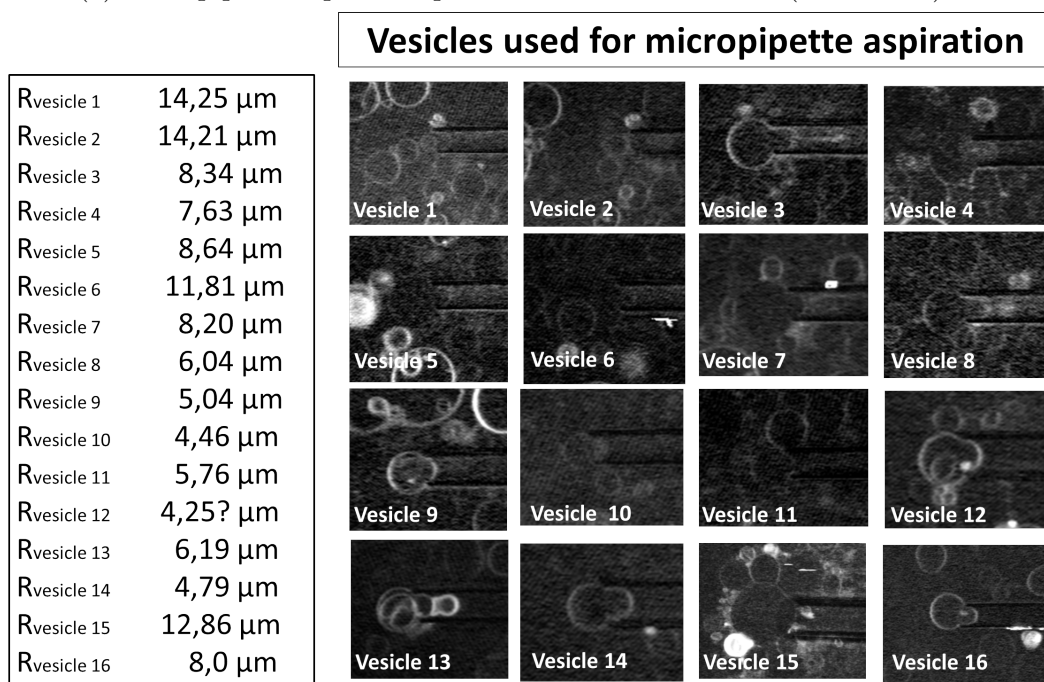 Vesicles used for micropipette aspiration
Rvesicle 1 14,25 µm
Rvesicle 2 14,21 µm
Rvesicle 3 8,34 µm
Rvesicle 4 7,63 µm
Rvesicle 5 8,64 µm
Rvesicle 6 11,81 µm
Rvesicle 7 8,20 µm
Rvesicle 8 6,04 µm
Rvesicle 9 5,04 µm
Rvesicle 10 4,46 µm
Rvesicle 11 5,76 µm
Rvesicle 12 4,25? µm
Rvesicle 13 6,19 µm
Rvesicle 14 4,79 µm
Rvesicle 15 12,86 µm
Rvesicle 16 8,0 µm
Vesicle 1 Vesicle 2 Vesicle 3 Vesicle 4
Vesicle 5 Vesicle 6 Vesicle 7 Vesicle 8
Vesicle 9 Vesicle 10 Vesicle 11 Vesicle 12
Vesicle 13 Vesicle 14 Vesicle 15 Vesicle 16